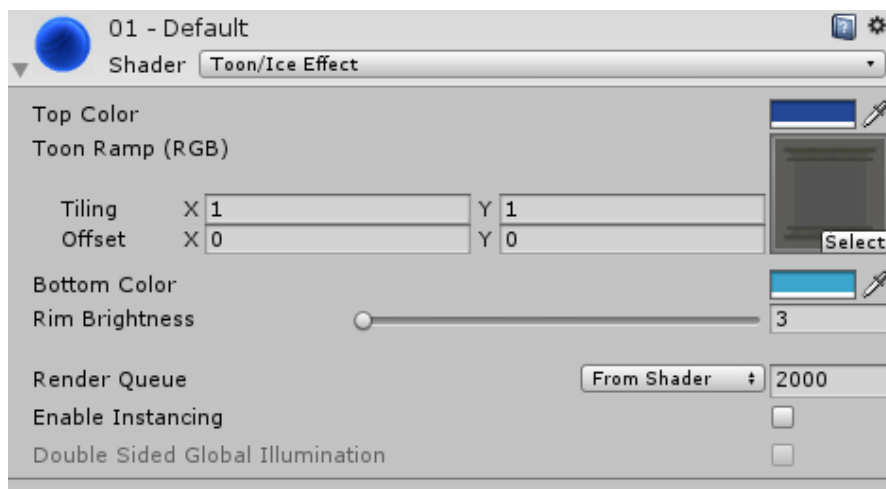 01 - Default
Shader Toon/Ice Effect
Top Color
Toon Ramp (RGB)
Tiling X 1 Y 1
Offset X 0 Y 0
Select
Bottom Color
Rim Brightness 3
Render Queue From Shader 2000
Enable Instancing
Double Sided Global Illumination